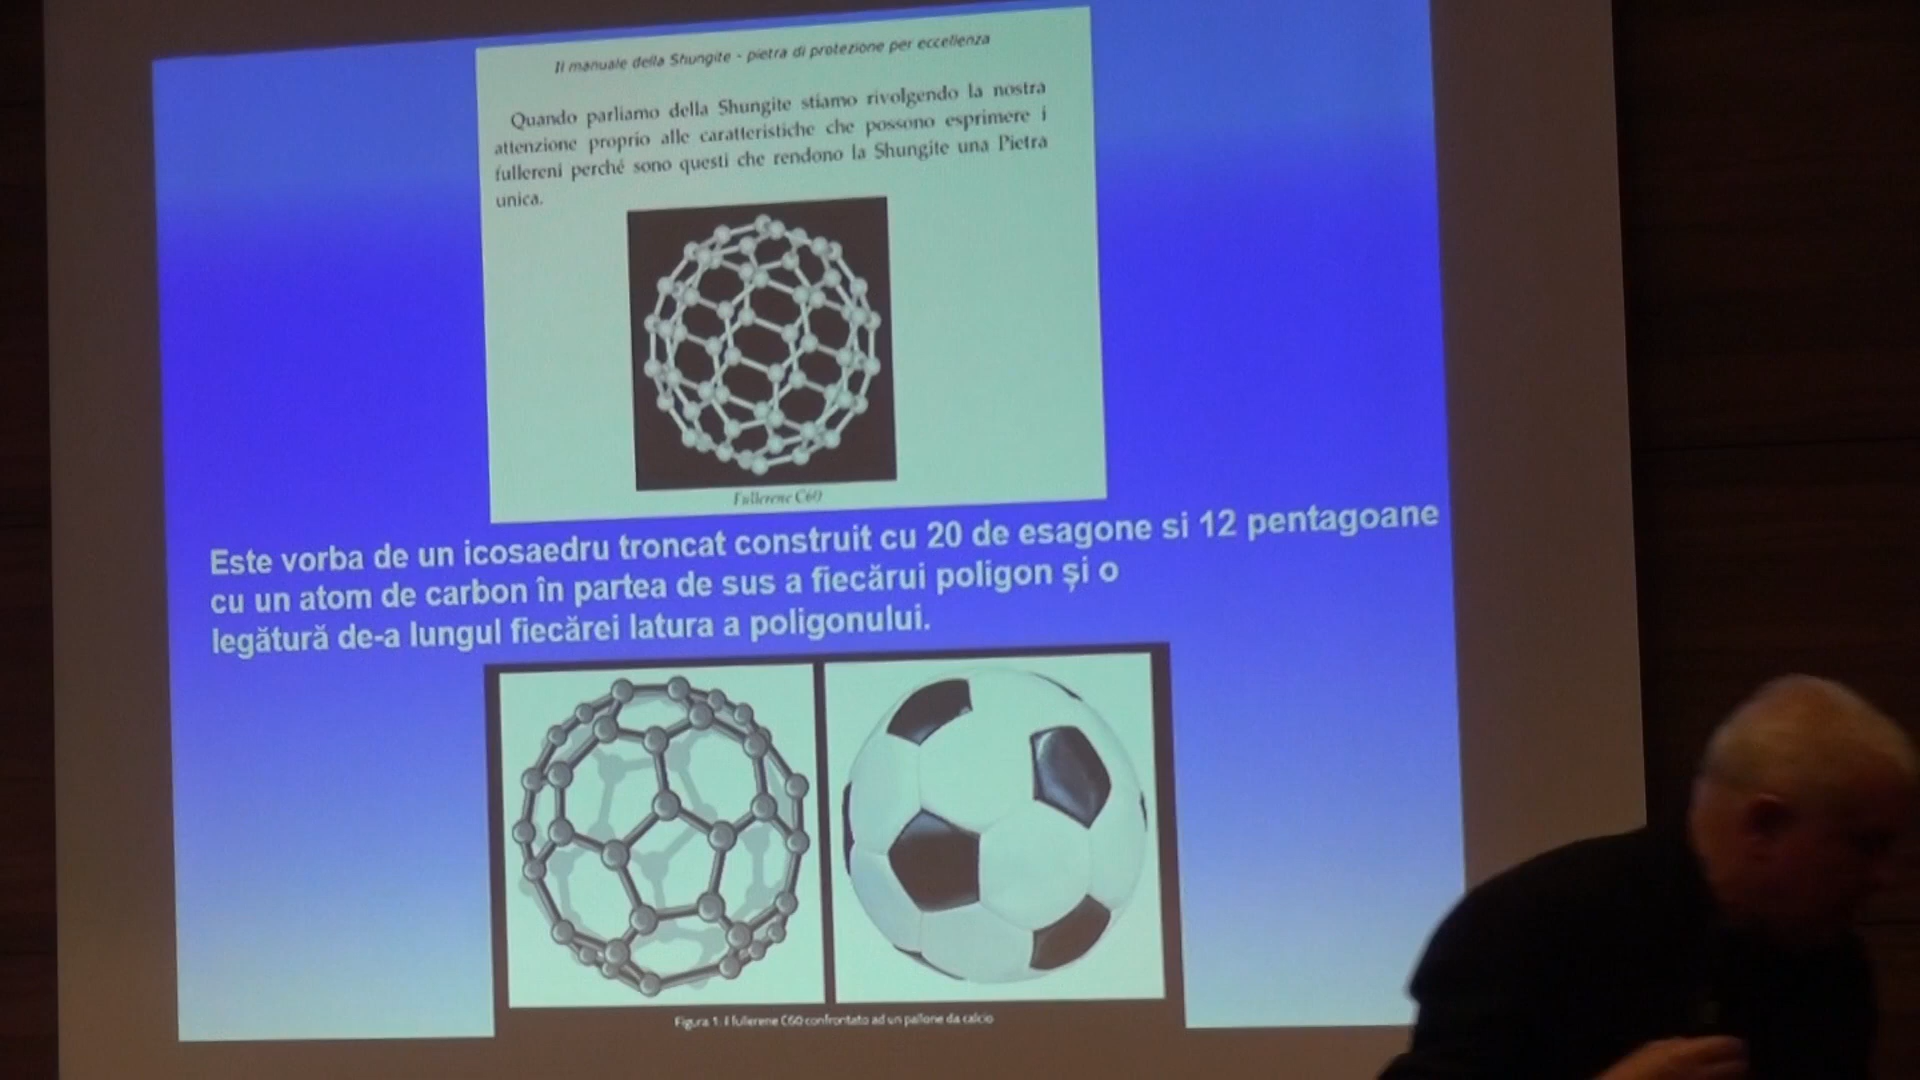 Il manuale della Shungite - pietra di protezione per eccellenza
Quando parliamo della Shungite stiamo rivolgendo la nostra
attenzione proprio alle caratteristiche che possono esprimere i
fullereni perché sono questi che rendono la Shungite una Pietra
unica.
Fullerene C60
Este vorba de un icosaedru troncat construit cu 20 de esagone si 12 pentagoane
cu un atom de carbon în partea de sus a fiecărui poligon și o
legătură de-a lungul fiecărei latura a poligonului.
Figura 1: il fullerene C60 confrontato ad un pallone da calcio